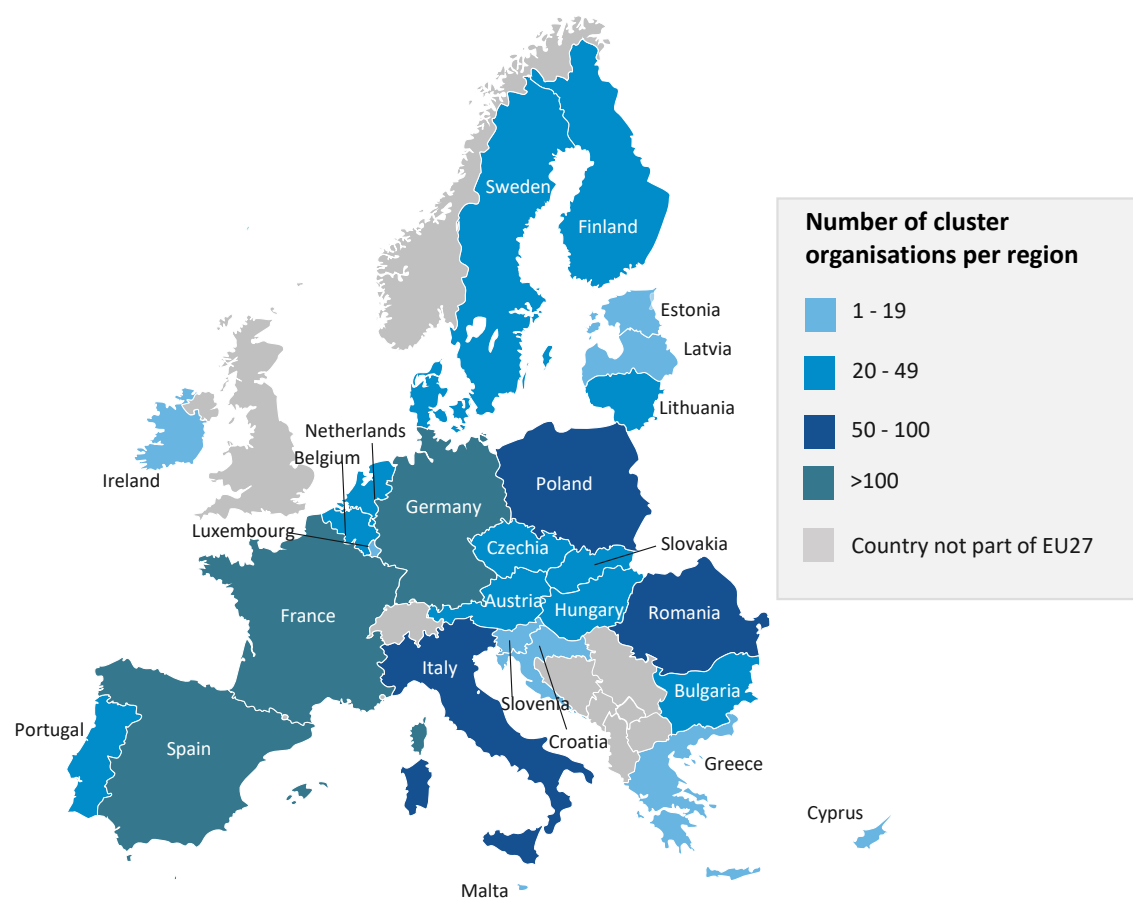 Sweden
Finland
Number of cluster
organisations per region
1 - 19
20 - 49
50 - 100
>100
Country not part of EU27
Estonia
Latvia
Lithuania
Netherlands
Belgium
Ireland
Luxembourg
Germany
Poland
Czechia
Slovakia
Austria
Hungary
France
Romania
Italy
Bulgaria
Slovenia
Croatia
Portugal
Spain
Greece
Cyprus
Malta